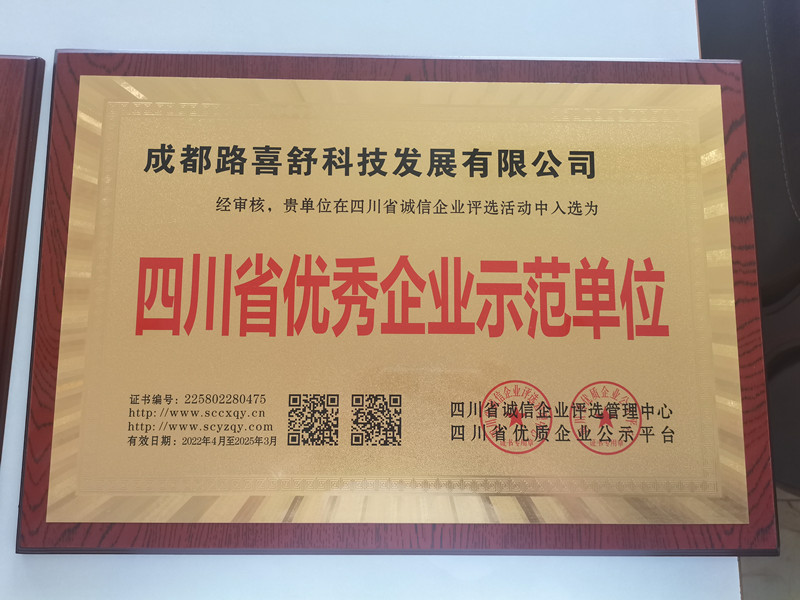 成都路喜舒科技发展有限公司
经审核，贵单位在四川省诚信企业评选活动中入选为
四川省优秀企业示范单位
证书编号：225802280475
http://www.sccxqy.cn
http://www.scyzqy.com
有效日期：2022年4月至2025年3月
四川省诚信企业评选管理中心
四川省优质企业公示平台